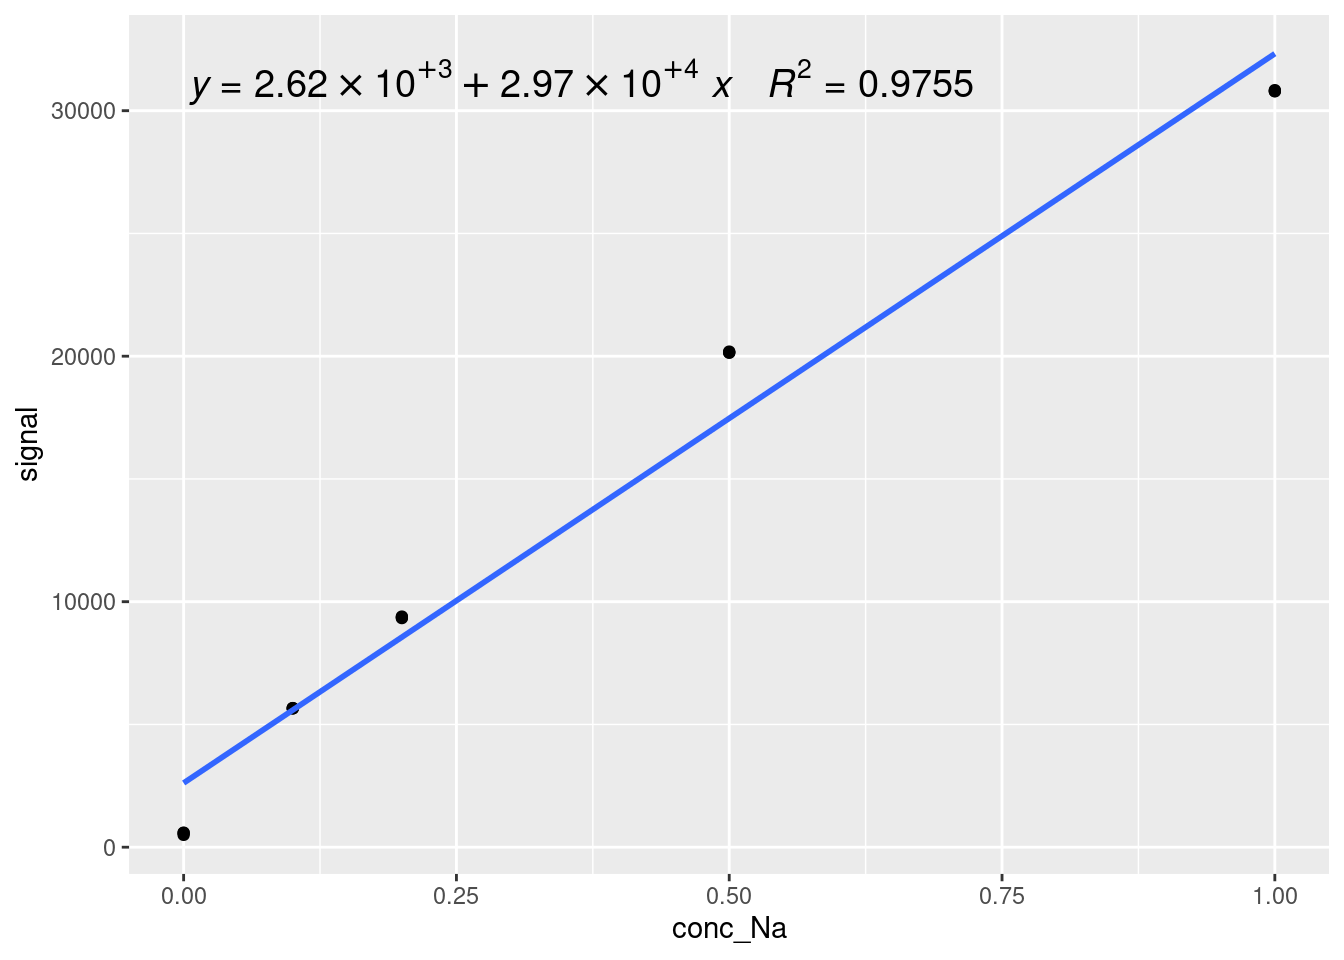 y = 2.62 × 10⁺³ + 2.97 × 10⁺⁴ x R² = 0.9755
30000
20000
10000
0
signal
0.00 0.25 0.50 0.75 1.00
conc_Na